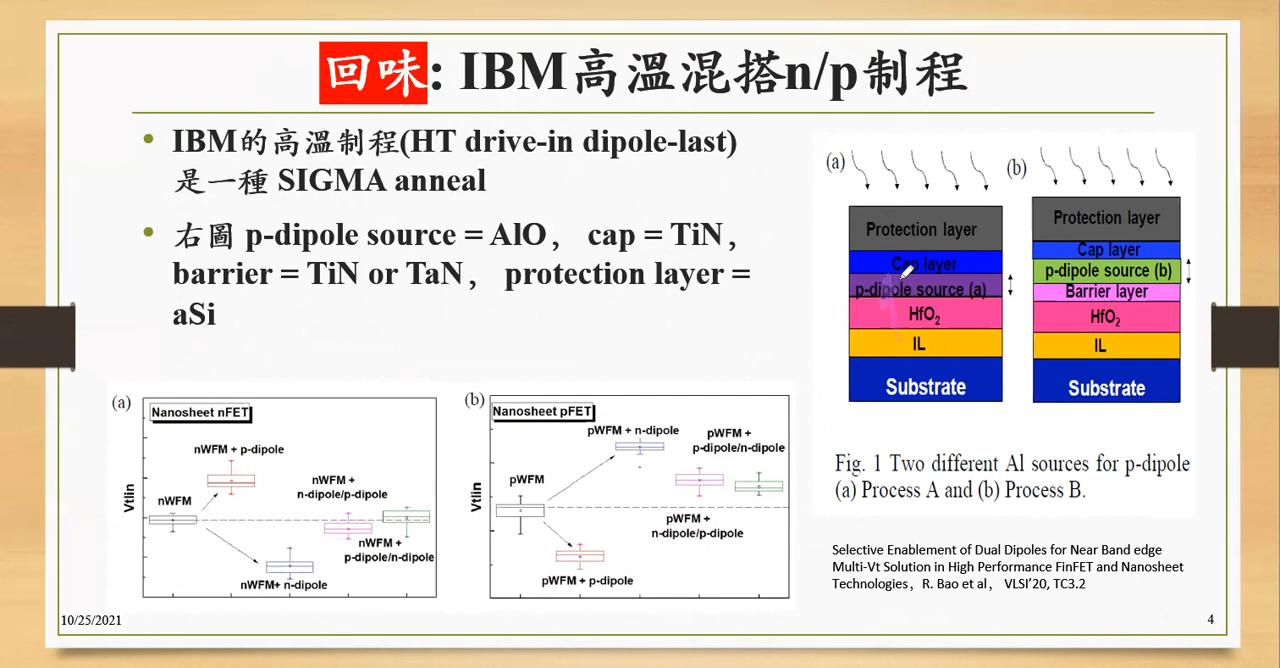 回味: IBM高溫混搭n/p制程
• IBM的高溫制程(HT drive-in dipole-last)
是一種 SIGMA anneal
• 右圖 p-dipole source = AlO， cap = TiN，
barrier = TiN or TaN， protection layer =
aSi
(a)
Protection layer
Cap layer
p-dipole source (a)
HfO₂
IL
Substrate
(b)
Protection layer
Cap layer
p-dipole source (b)
Barrier layer
HfO₂
IL
Substrate
Fig. 1 Two different Al sources for p-dipole
(a) Process A and (b) Process B.
(a)
Nanosheet nFET
Vtlin
nWFM
nWFM + p-dipole
nWFM+ n-dipole
nWFM +
n-dipole/p-dipole
nWFM +
p-dipole/n-dipole
(b)
Nanosheet pFET
Vtlin
pWFM
pWFM + n-dipole
pWFM + p-dipole
pWFM +
p-dipole/n-dipole
pWFM +
n-dipole/p-dipole
Selective Enablement of Dual Dipoles for Near Band edge
Multi-Vt Solution in High Performance FinFET and Nanosheet
Technologies， R. Bao et al， VLSI'20, TC3.2
10/25/2021
4